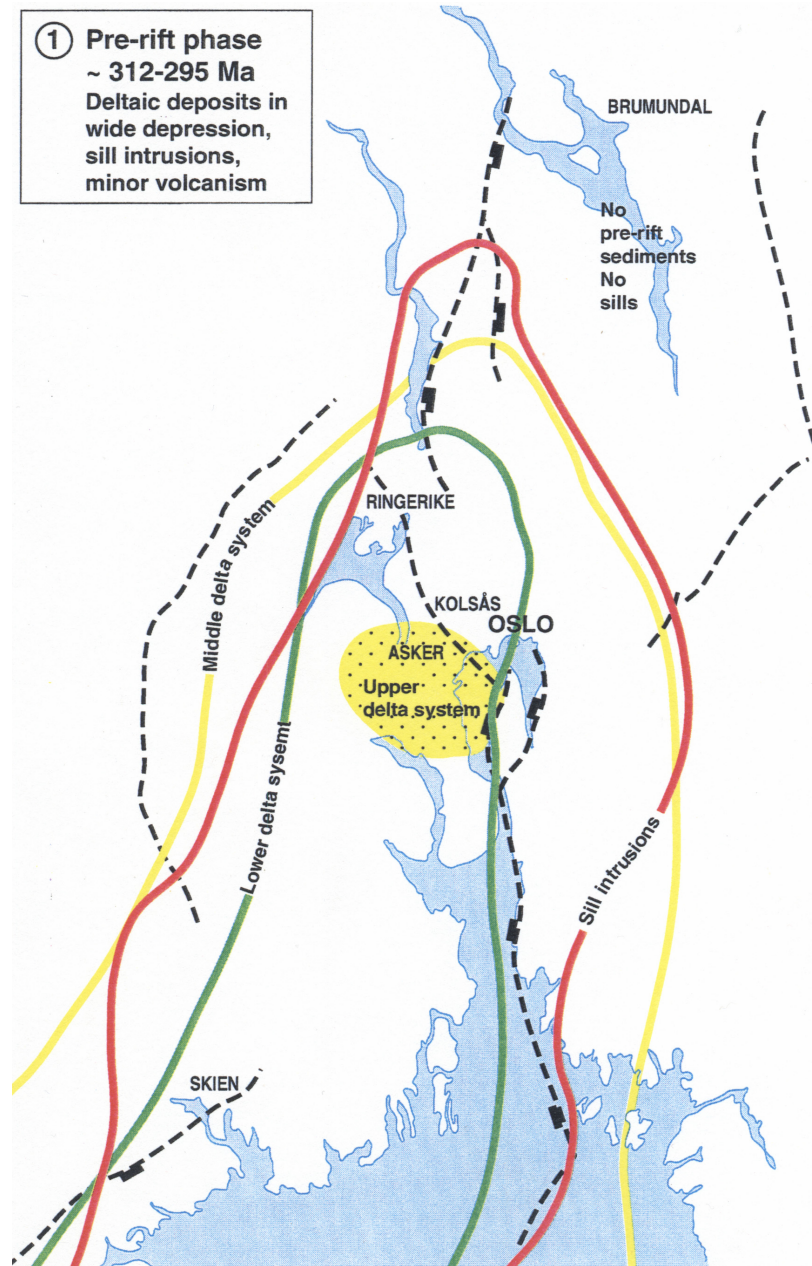 1 Pre-rift phase
~ 312-295 Ma
Deltaic deposits in
wide depression,
sill intrusions,
minor volcanism
BRUMUNDAL
No
pre-rift
sediments
No
sills
RINGERIKE
Middle delta system
KOLSÅS
OSLO
ASKER
Upper
delta system
Lower delta sysemt
Sill intrusions
SKIEN